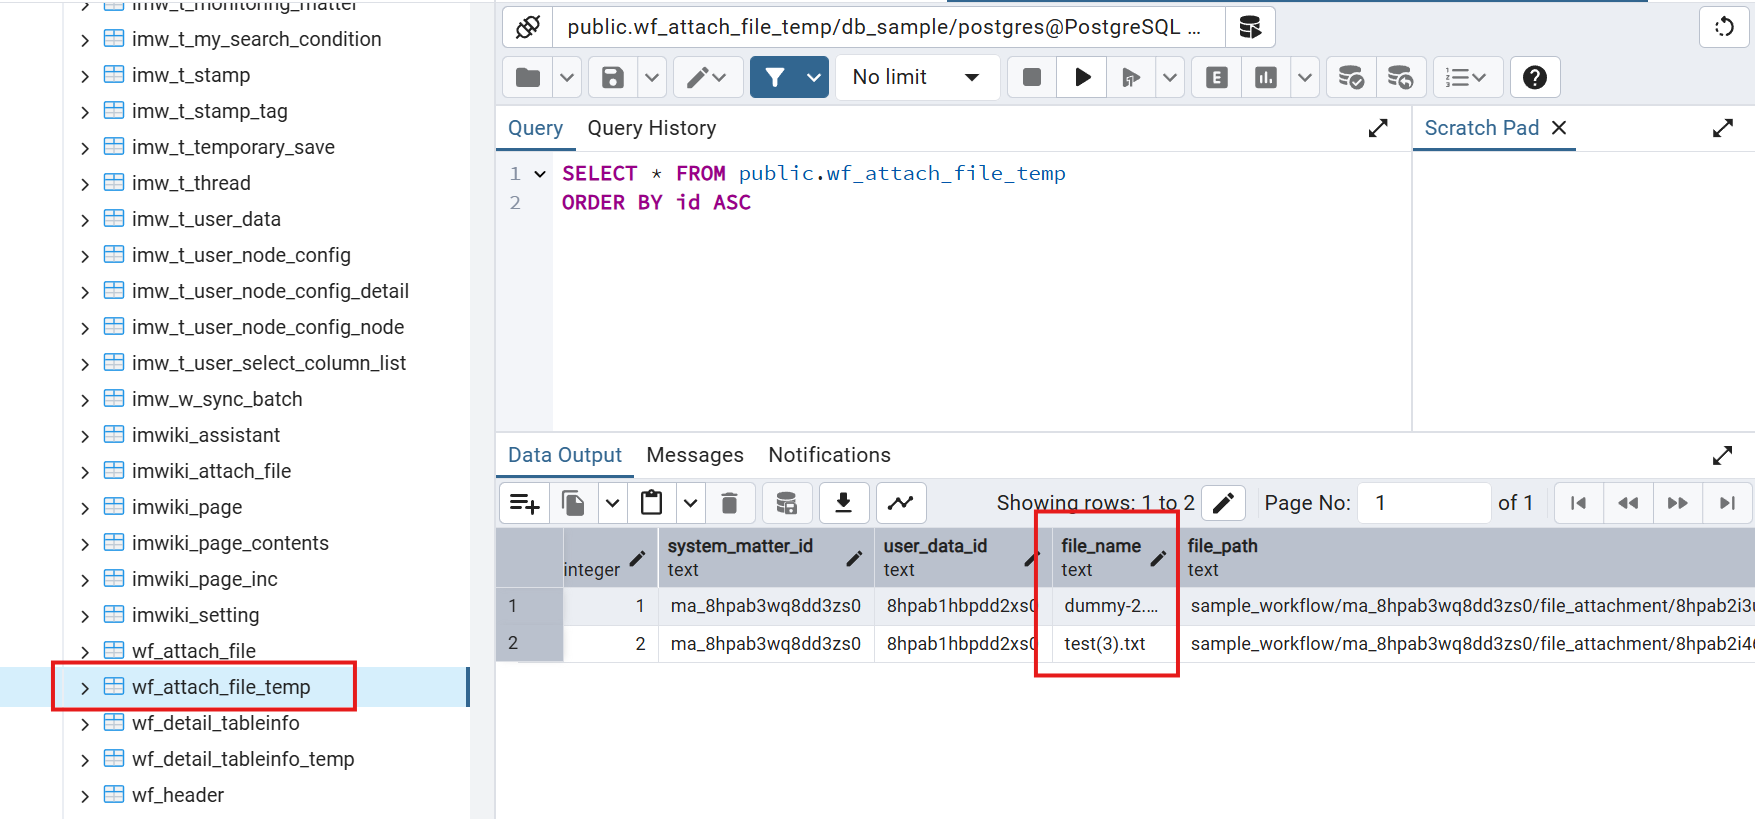 imw_t_monitoring_matter
imw_t_my_search_condition
imw_t_stamp
imw_t_stamp_tag
imw_t_temporary_save
imw_t_thread
imw_t_user_data
imw_t_user_node_config
imw_t_user_node_config_detail
imw_t_user_node_config_node
imw_t_user_select_column_list
imw_w_sync_batch
imwiki_assistant
imwiki_attach_file
imwiki_page
imwiki_page_contents
imwiki_page_inc
imwiki_setting
wf_attach_file
wf_attach_file_temp
wf_detail_tableinfo
wf_detail_tableinfo_temp
wf_header
public.wf_attach_file_temp/db_sample/postgres@PostgreSQL ...
No limit
E
Query Query History
Scratch Pad
1 SELECT * FROM public.wf_attach_file_temp
2 ORDER BY id ASC
Data Output Messages Notifications
Showing rows: 1 to 2 Page No: 1 of 1
integer
system_matter_id
text
user_data_id
text
file_name
text
file_path
text
1 1 ma_8hpab3wq8dd3zs0 8hpab1hbpdd2xs0 dummy-2.... sample_workflow/ma_8hpab3wq8dd3zs0/file_attachment/8hpab2i3
2 2 ma_8hpab3wq8dd3zs0 8hpab1hbpdd2xs0 test(3).txt sample_workflow/ma_8hpab3wq8dd3zs0/file_attachment/8hpab2i4